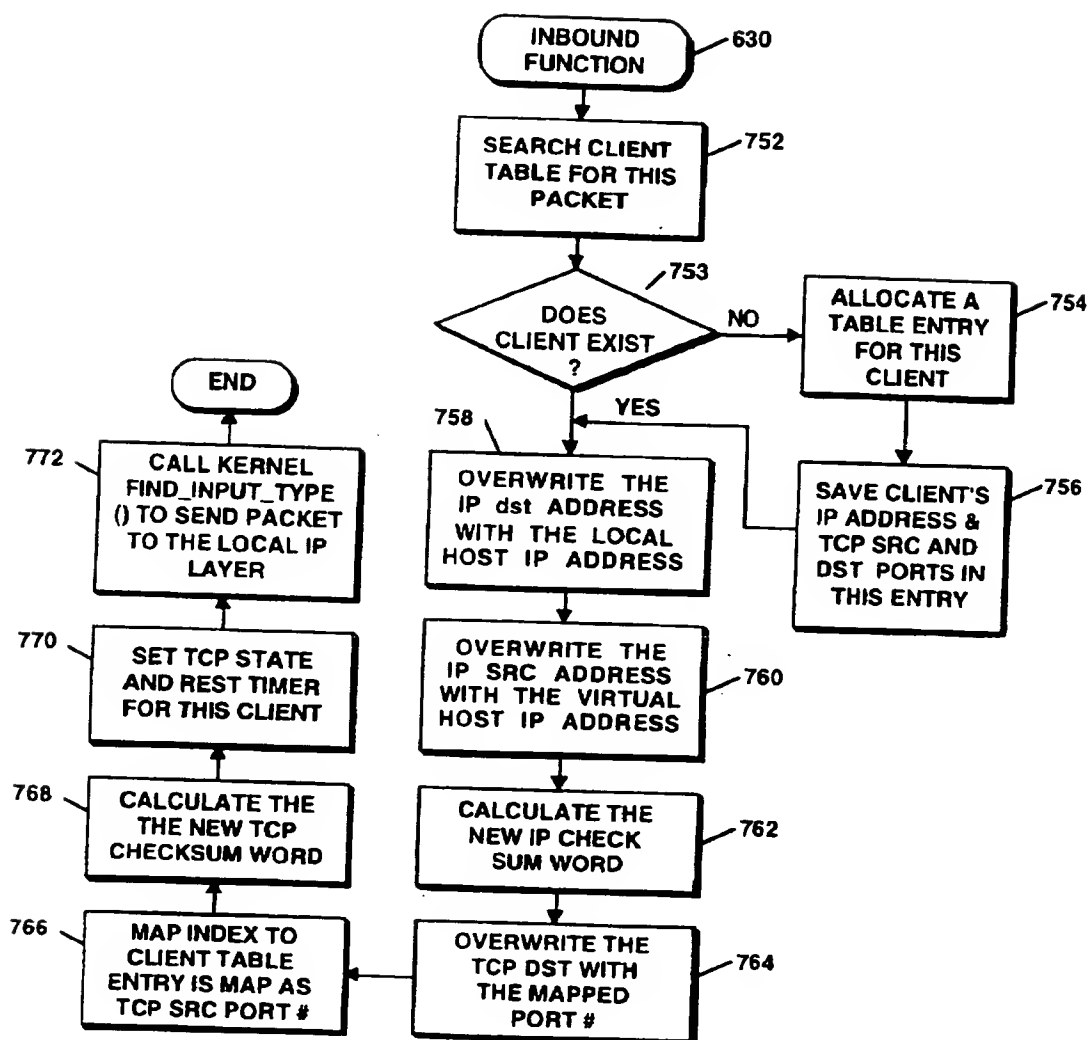 INBOUND
FUNCTION
630
SEARCH CLIENT
TABLE FOR THIS
PACKET
752
DOES
CLIENT EXIST
?
753
NO
YES
ALLOCATE A
TABLE ENTRY
FOR THIS
CLIENT
754
SAVE CLIENT'S
IP ADDRESS &
TCP SRC AND
DST PORTS IN
THIS ENTRY
756
758
OVERWRITE THE
IP dst ADDRESS
WITH THE LOCAL
HOST IP ADDRESS
OVERWRITE THE
IP SRC ADDRESS
WITH THE VIRTUAL
HOST IP ADDRESS
760
CALCULATE THE
NEW IP CHECK
SUM WORD
762
OVERWRITE THE
TCP DST WITH
THE MAPPED
PORT #
764
766
MAP INDEX TO
CLIENT TABLE
ENTRY IS MAP AS
TCP SRC PORT #
768
CALCULATE THE
THE NEW TCP
CHECKSUM WORD
770
SET TCP STATE
AND REST TIMER
FOR THIS CLIENT
772
CALL KERNEL
FIND_INPUT_TYPE
() TO SEND PACKET
TO THE LOCAL IP
LAYER
END